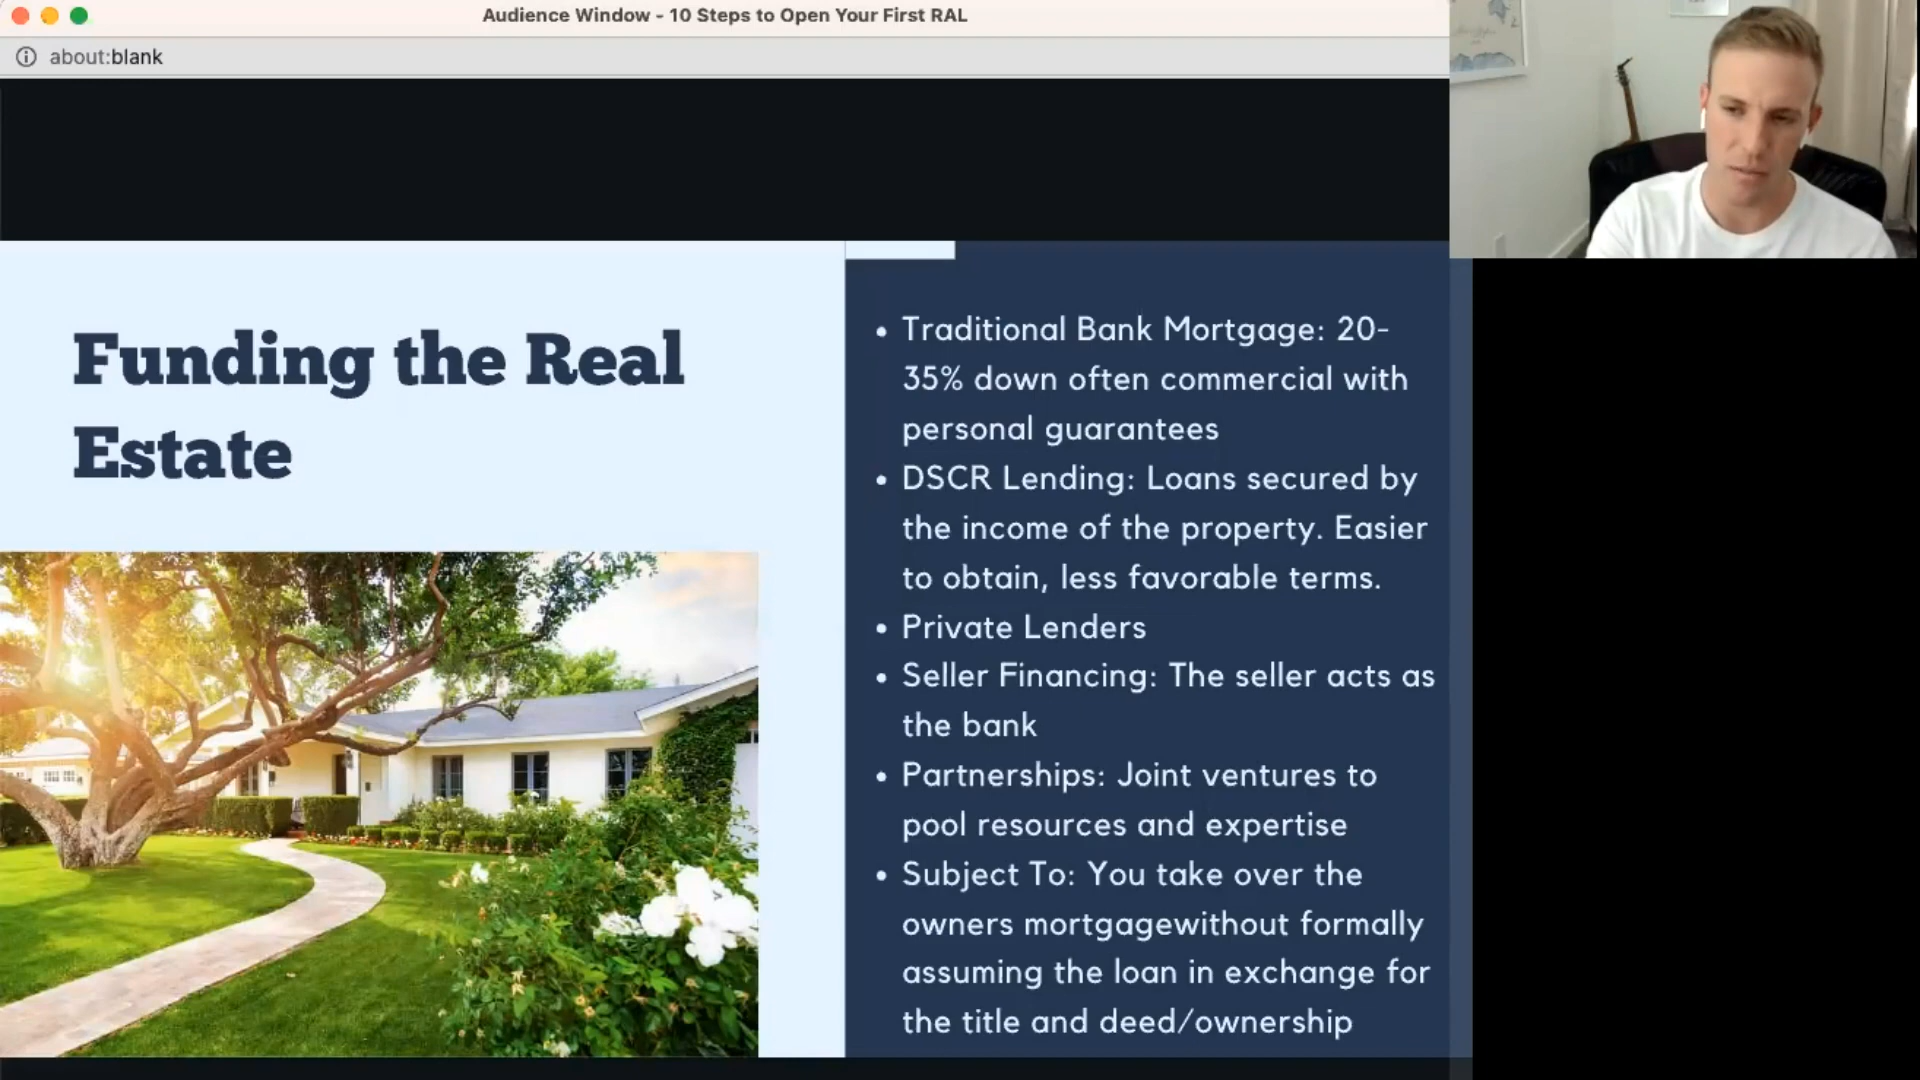 Audience Window - 10 Steps to Open Your First RAL
about:blank
Funding the Real
Estate
• Traditional Bank Mortgage: 20-
35% down often commercial with
personal guarantees
• DSCR Lending: Loans secured by
the income of the property. Easier
to obtain, less favorable terms.
• Private Lenders
• Seller Financing: The seller acts as
the bank
• Partnerships: Joint ventures to
pool resources and expertise
• Subject To: You take over the
owners mortgagewithout formally
assuming the loan in exchange for
the title and deed/ownership